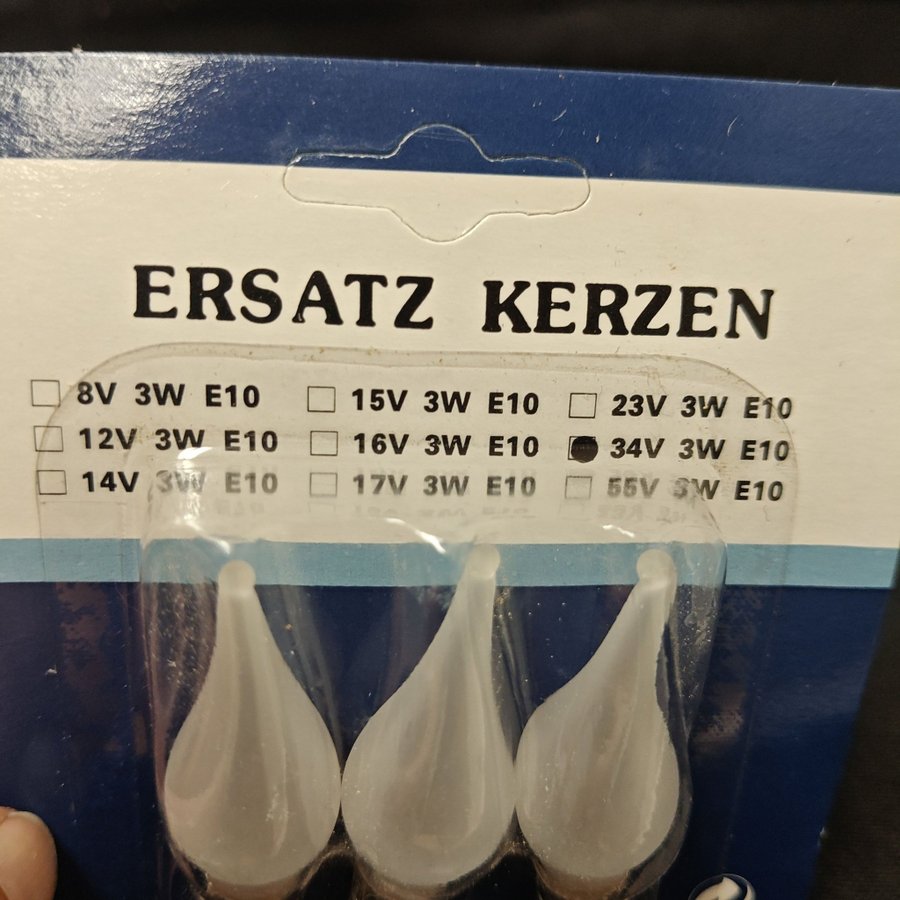 ERSATZ KERZEN
8V 3W E10 15V 3W E10 23V 3W E10
12V 3W E10 16V 3W E10 34V 3W E10
14V 3W E10 17V 3W E10 55V 3W E10